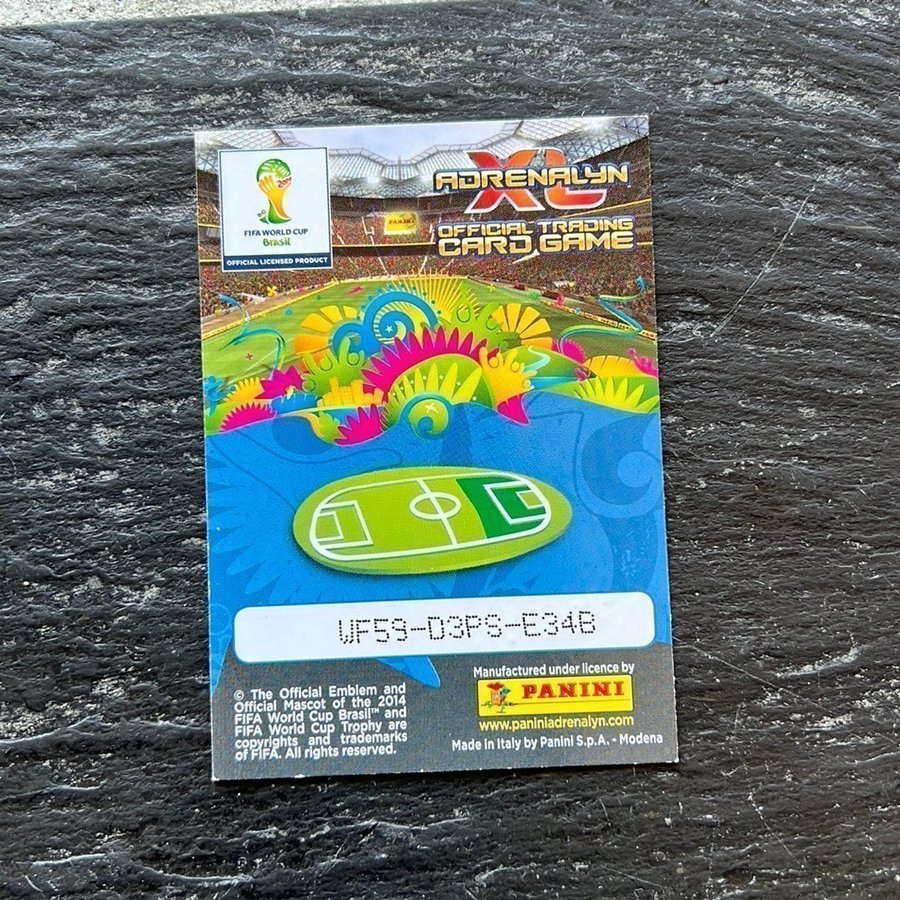 2014
FIFA WORLD CUP
Brasil
OFFICIAL LICENSED PRODUCT
ADRENALYN
XL
OFFICIAL TRADING
CARD GAME
PANINI
WF59-D3PS-E34B
© The Official Emblem and
Official Mascot of the 2014
FIFA World Cup Brasil™ and
FIFA World Cup Trophy are
copyrights and trademarks
of FIFA. All rights reserved.
Manufactured under licence by
PANINI
www.paniniadrenalyn.com
Made in Italy by Panini S.p.A. - Modena